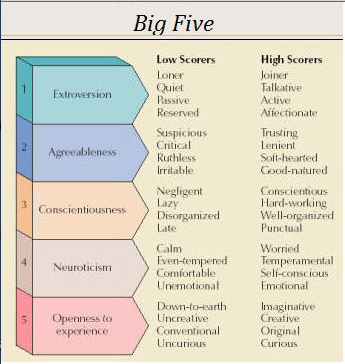 Big Five
Low Scorers High Scorers
1 Extroversion
Loner Joiner
Quiet Talkative
Passive Active
Reserved Affectionate
2 Agreeableness
Suspicious Trusting
Critical Lenient
Ruthless Soft-hearted
Irritable Good-natured
3 Conscientiousness
Negligent Conscientious
Lazy Hard-working
Disorganized Well-organized
Late Punctual
4 Neuroticism
Calm Worried
Even-tempered Temperamental
Comfortable Self-conscious
Unemotional Emotional
5 Openness to
experience
Down-to-earth Imaginative
Uncreative Creative
Conventional Original
Uncurious Curious